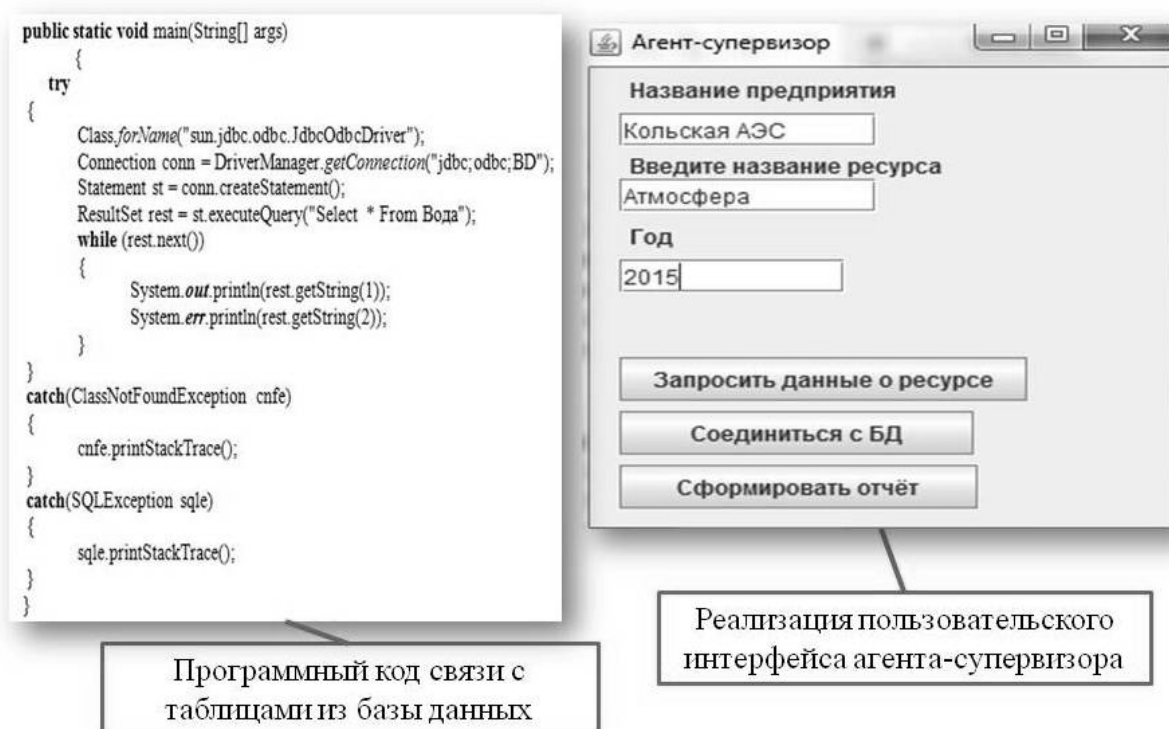 public static void main(String[] args)
{
try
{
Class.forName("sun.jdbc.odbc.JdbcOdbcDriver");
Connection conn = DriverManager.getConnection("jdbc;odbc;BD");
Statement st = conn.createStatement();
ResultSet rest = st.executeQuery("Select * From Вода");
while (rest.next())
{
System.out.println(rest.getString(1));
System.err.println(rest.getString(2));
}
}
catch(ClassNotFoundException cnfe)
{
cnfe.printStackTrace();
}
catch(SQLException sqle)
{
sqle.printStackTrace();
}
}
Программный код связи с
таблицами из базы данных
Агент-супервизор
Название предприятия
Кольская АЭС
Введите название ресурса
Атмосфера
Год
2015
Запросить данные о ресурсе
Соединиться с БД
Сформировать отчёт
Реализация пользовательского
интерфейса агента-супервизора